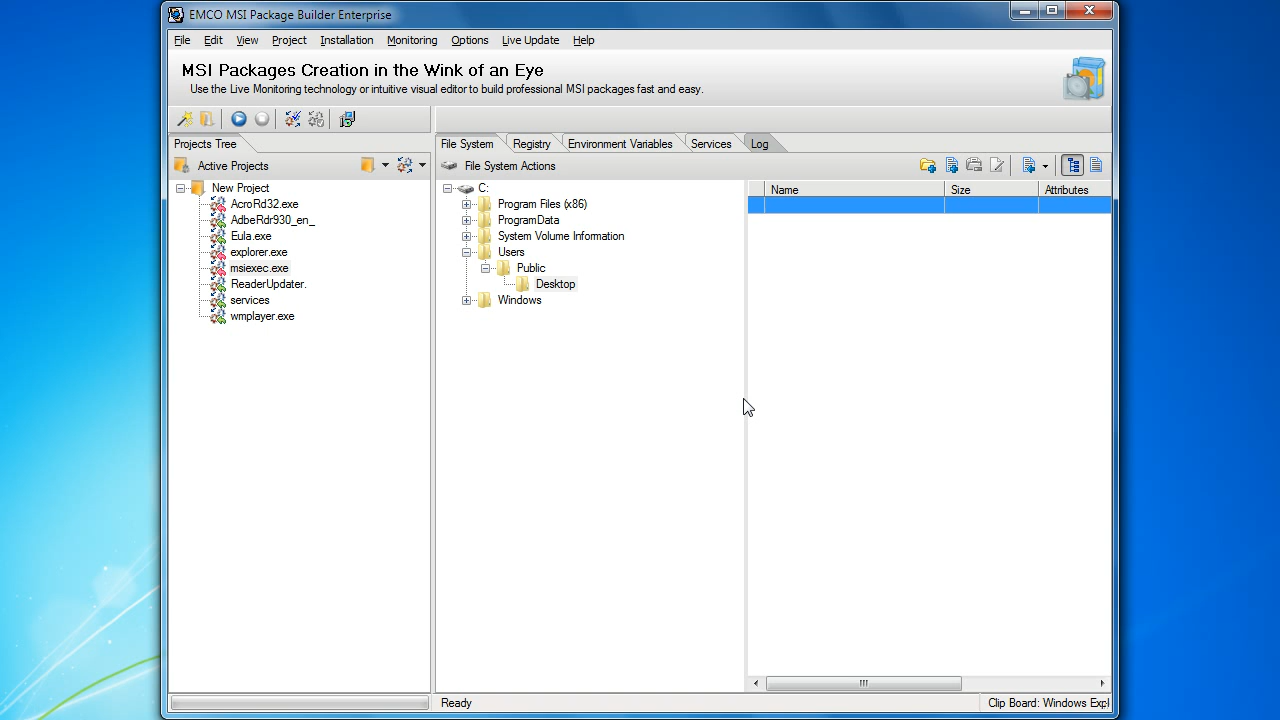 EMCO MSI Package Builder Enterprise
File Edit View Project Installation Monitoring Options Live Update Help
MSI Packages Creation in the Wink of an Eye
Use the Live Monitoring technology or intuitive visual editor to build professional MSI packages fast and easy.
Projects Tree
File System Registry Environment Variables Services Log
Active Projects
File System Actions
New Project
AcroRd32.exe
AdbeRdr930_en_
Eula.exe
explorer.exe
msiexec.exe
ReaderUpdater.
services
wmplayer.exe
C:
Program Files (x86)
ProgramData
System Volume Information
Users
Public
Desktop
Windows
Name Size Attributes
Ready
Clip Board: Windows Expl